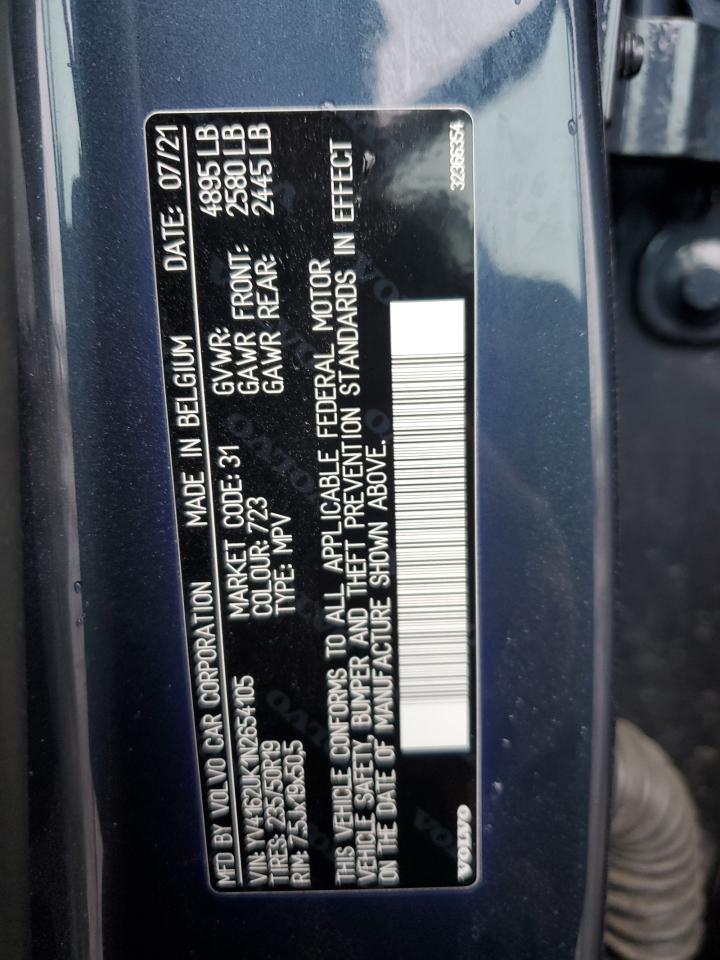 MFD BY VOLVO CAR CORPORATION MADE IN BELGIUM DATE: 07/21
VIN: YV4162UK1N2654105 MARKET CODE: 31 GVWR: 4895 LB
TIRES: 235/50R19 COLOUR: 723 GAWR FRONT: 2580 LB
RIM: 7.5Jx19x50.5 TYPE: MPV GAWR REAR: 2445 LB
THIS VEHICLE CONFORMS TO ALL APPLICABLE FEDERAL MOTOR
VEHICLE SAFETY, BUMPER AND THEFT PREVENTION STANDARDS IN EFFECT
ON THE DATE OF MANUFACTURE SHOWN ABOVE.
VOLVO 32366354